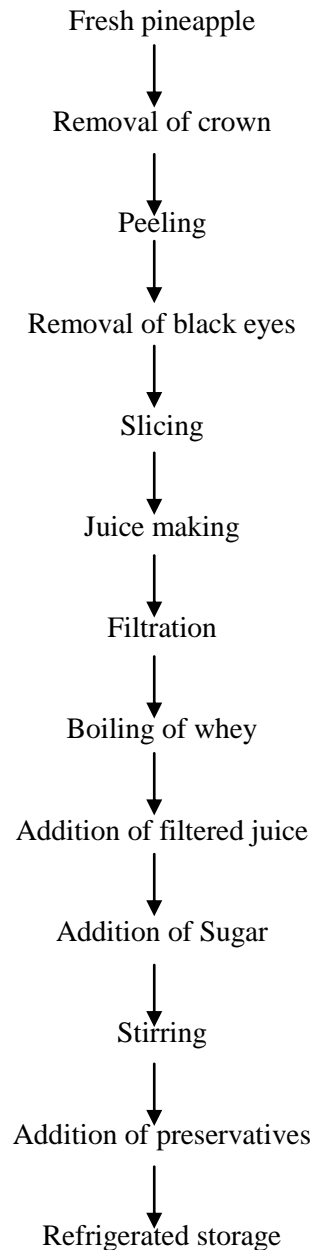 Fresh pineapple
Removal of crown
Peeling
Removal of black eyes
Slicing
Juice making
Filtration
Boiling of whey
Addition of filtered juice
Addition of Sugar
Stirring
Addition of preservatives
Refrigerated storage